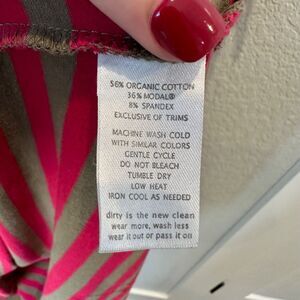 56% ORGANIC COTTON
36% MODAL®
8% SPANDEX
EXCLUSIVE OF TRIMS
MACHINE WASH COLD
WITH SIMILAR COLORS
GENTLE CYCLE
DO NOT BLEACH
TUMBLE DRY
LOW HEAT
IRON COOL AS NEEDED
dirty is the new clean
wear more, wash less
wear it out or pass it on